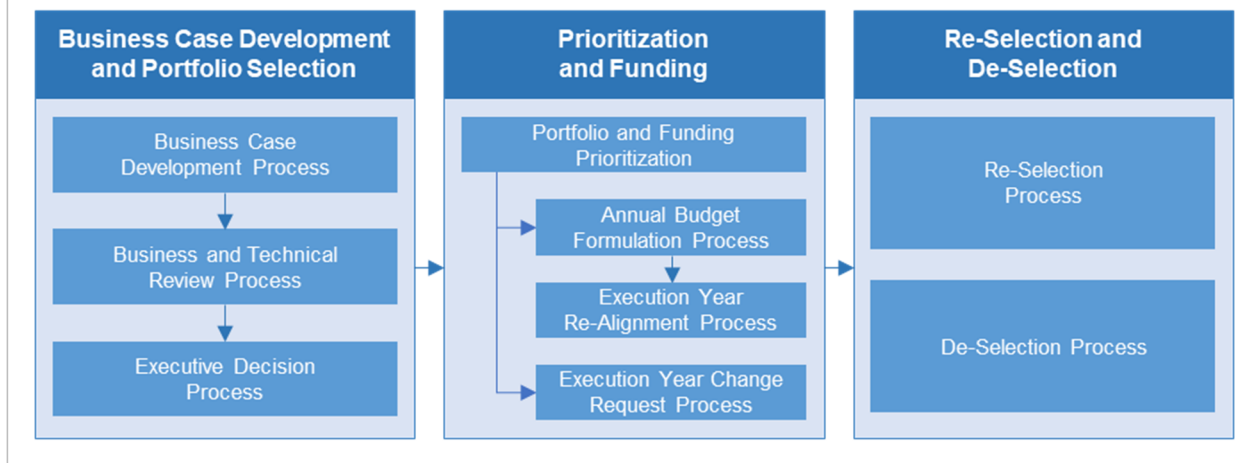 Business Case Development
and Portfolio Selection
Business Case
Development Process
Business and Technical
Review Process
Executive Decision
Process
Prioritization
and Funding
Portfolio and Funding
Prioritization
Annual Budget
Formulation Process
Execution Year
Re-Alignment Process
Execution Year Change
Request Process
Re-Selection and
De-Selection
Re-Selection
Process
De-Selection Process